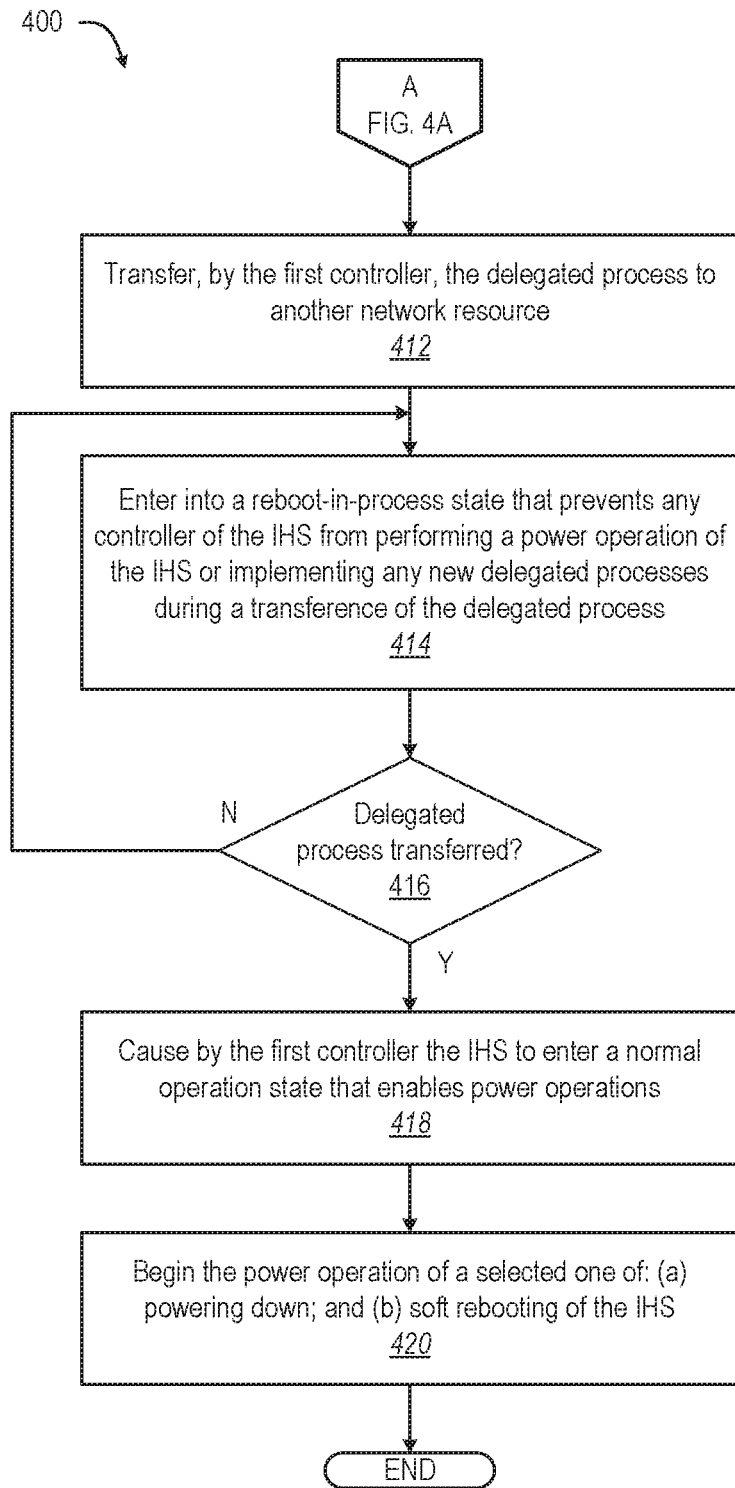 400
A
FIG. 4A
Transfer, by the first controller, the delegated process to
another network resource
412
Enter into a reboot-in-process state that prevents any
controller of the IHS from performing a power operation of
the IHS or implementing any new delegated processes
during a transference of the delegated process
414
N
Delegated
process transferred?
416
Y
Cause by the first controller the IHS to enter a normal
operation state that enables power operations
418
Begin the power operation of a selected one of: (a)
powering down; and (b) soft rebooting of the IHS
420
END